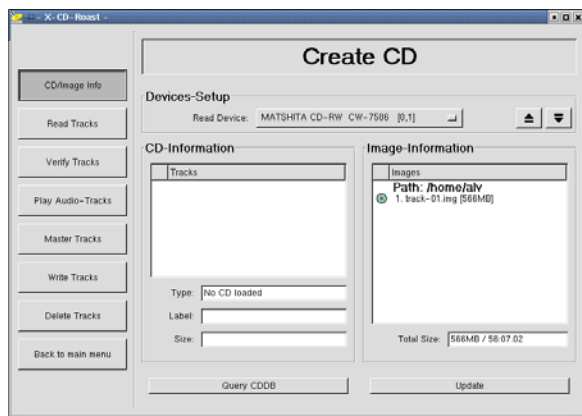 - X-CD-Roast -
Create CD
CD/Image Info
Read Tracks
Verify Tracks
Play Audio-Tracks
Master Tracks
Write Tracks
Delete Tracks
Back to main menu
Devices-Setup
Read Device: MATSHITA CD-RW CW-7586 [0,1]
CD-Information
Tracks
Type: No CD loaded
Label:
Size:
Query CDDB
Image-Information
Images
Path: /home/alv
1. track-01.img [566MB]
Total Size: 566MB / 56:07.02
Update